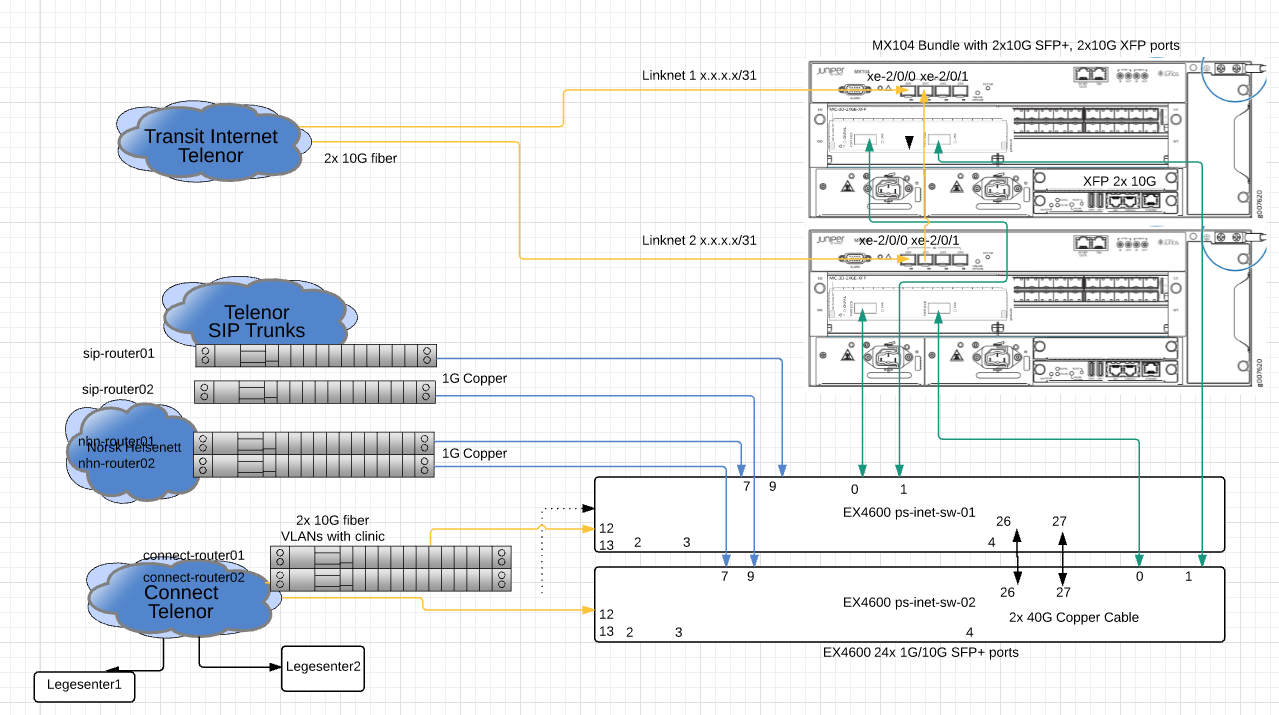 MX104 Bundle with 2x10G SFP+, 2x10G XFP ports
Linknet 1 x.x.x.x/31
xe-2/0/0 xe-2/0/1
Transit Internet
Telenor
2x 10G fiber
XFP 2x 10G
Linknet 2 x.x.x.x/31
xe-2/0/0 xe-2/0/1
Telenor
SIP Trunks
sip-router01
1G Copper
sip-router02
nhn-router01
Norsk Helsenett
nhn-router02
1G Copper
7 9 0 1
EX4600 ps-inet-sw-01
26 27
12
13 2 3 4
2x 10G fiber
VLANs with clinic
connect-router01
connect-router02
Connect
Telenor
7 9 0 1
26 27
EX4600 ps-inet-sw-02
2x 40G Copper Cable
12
13 2 3 4
EX4600 24x 1G/10G SFP+ ports
Legesenter2
Legesenter1